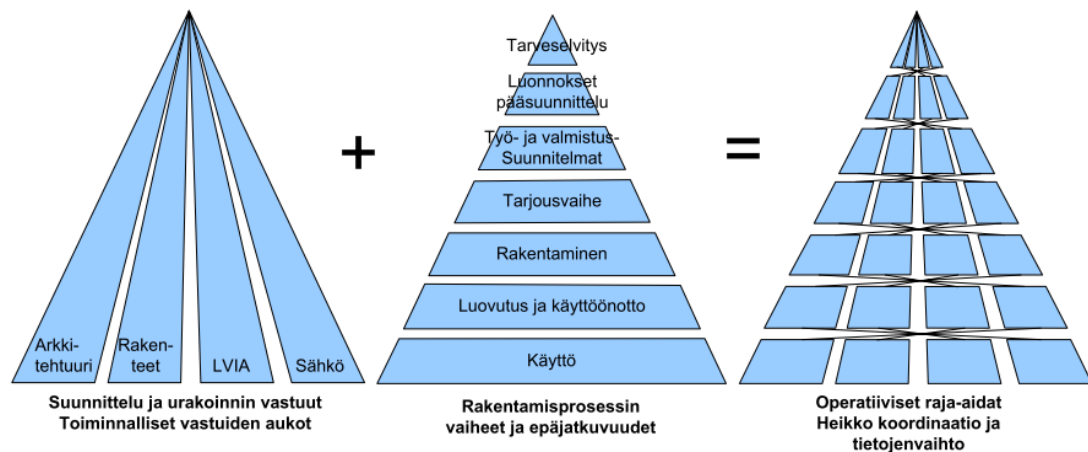 Arkki-
tehtuuri
Raken-
teet
LVIA
Sähkö
Suunnittelu ja urakoinnin vastuut
Toiminnalliset vastuiden aukot
+
Tarveselvitys
Luonnokset
pääsuunnittelu
Työ- ja valmistus-
Suunnitelmat
Tarjousvaihe
Rakentaminen
Luovutus ja käyttöönotto
Käyttö
Rakentamisprosessin
vaiheet ja epäjatkuvuudet
=
Operatiiviset raja-aidat
Heikko koordinaatio ja
tietojenvaihto